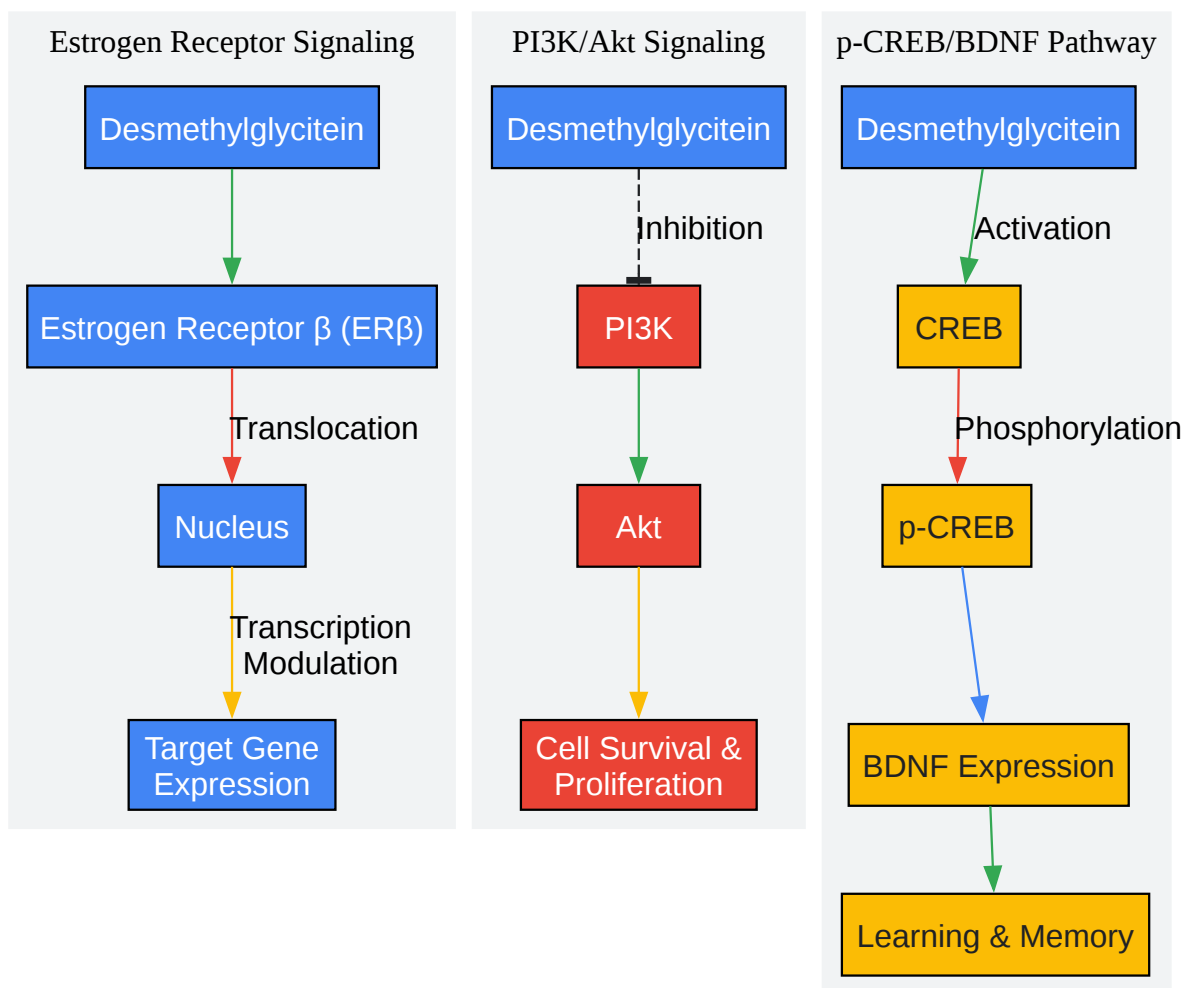 Estrogen Receptor Signaling
Desmethylglycitein
Estrogen Receptor β (ERβ)
Translocation
Nucleus
Transcription
Modulation
Target Gene
Expression
PI3K/Akt Signaling
Desmethylglycitein
Inhibition
PI3K
Akt
Cell Survival &
Proliferation
p-CREB/BDNF Pathway
Desmethylglycitein
Activation
CREB
Phosphorylation
p-CREB
BDNF Expression
Learning & Memory